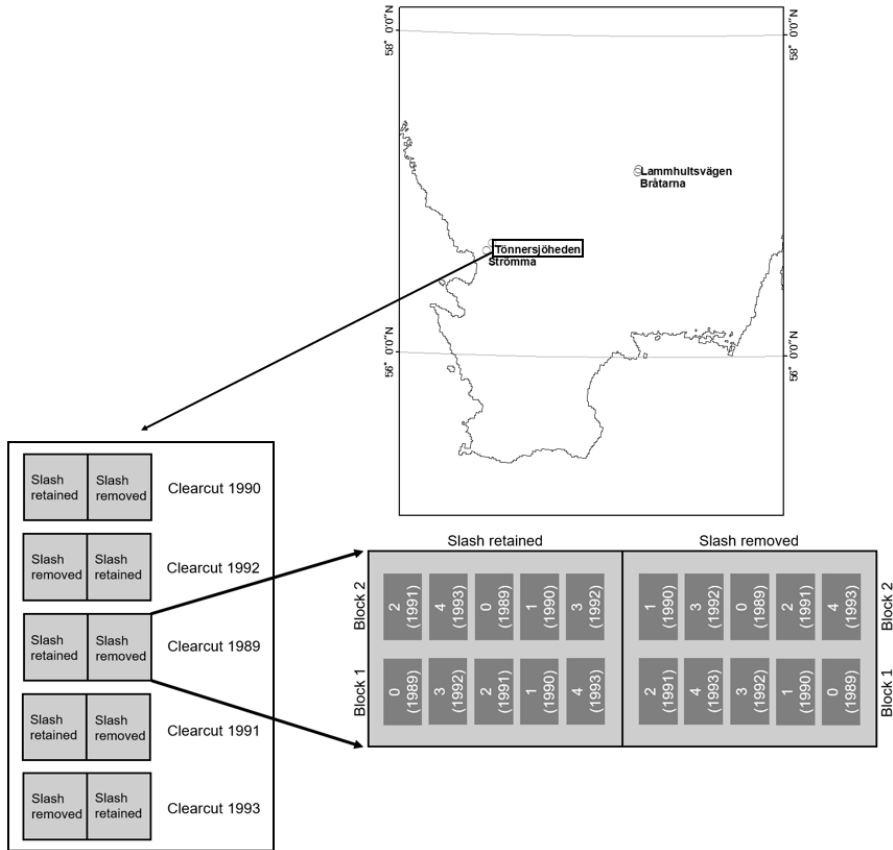 58° 0'0"N
58° 0'0"N
Lammhultsvägen
Bråtarna
Tönnersjöheden
Strömma
56° 0'0"N
56° 0'0"N
Slash retained
Slash removed
Clearcut 1990
Slash removed
Slash retained
Clearcut 1992
Slash retained
Slash removed
Clearcut 1989
Slash retained
Slash removed
Clearcut 1991
Slash removed
Slash retained
Clearcut 1993
Slash retained
Slash removed
Block 2
2 (1991)
4 (1993)
0 (1989)
1 (1990)
3 (1992)
1 (1990)
3 (1992)
0 (1989)
2 (1991)
4 (1993)
Block 2
Block 1
0 (1989)
3 (1992)
2 (1991)
1 (1990)
4 (1993)
2 (1991)
4 (1993)
3 (1992)
1 (1990)
0 (1989)
Block 1